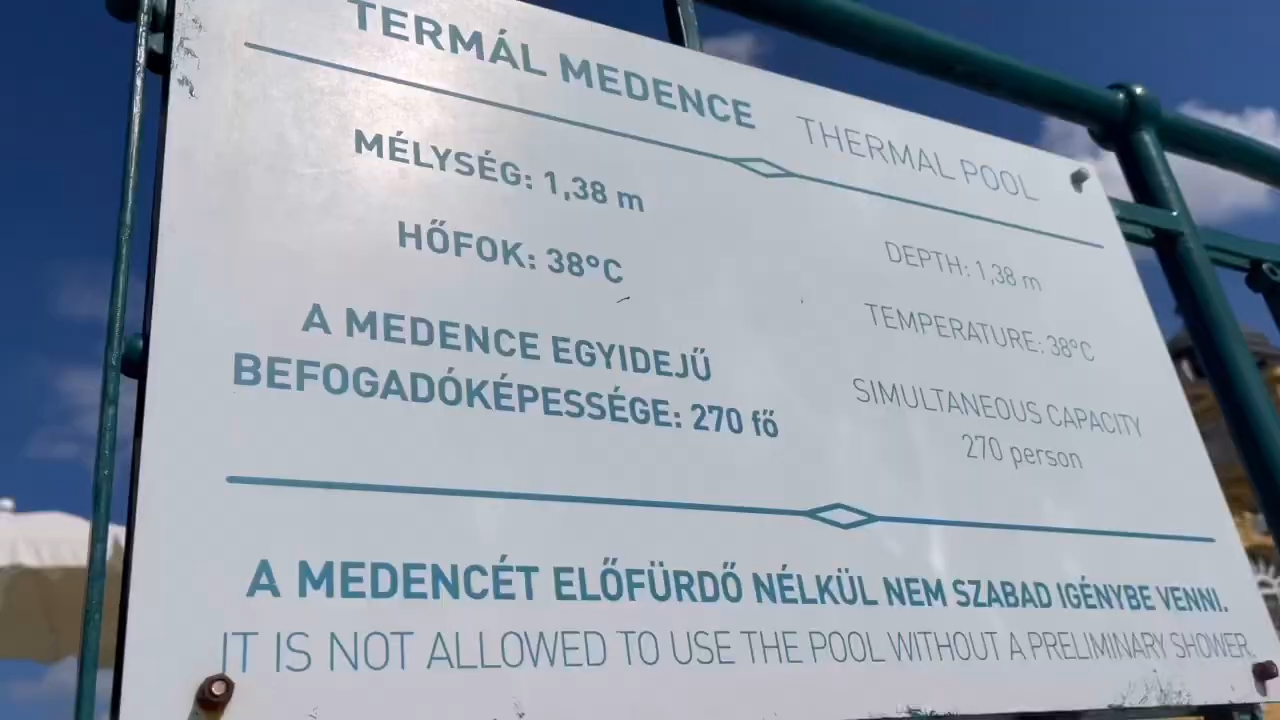 TERMÁL MEDENCE THERMAL POOL
MÉLYSÉG: 1,38 m
HŐFOK: 38°C
A MEDENCE EGYIDEJŰ
BEFOGADÓKÉPESSÉGE: 270 fő
DEPTH: 1,38 m
TEMPERATURE: 38°C
SIMULTANEOUS CAPACITY
270 person
A MEDENCÉT ELŐFÜRDŐ NÉLKÜL NEM SZABAD IGÉNYBE VENNI.
IT IS NOT ALLOWED TO USE THE POOL WITHOUT A PRELIMINARY SHOWER.